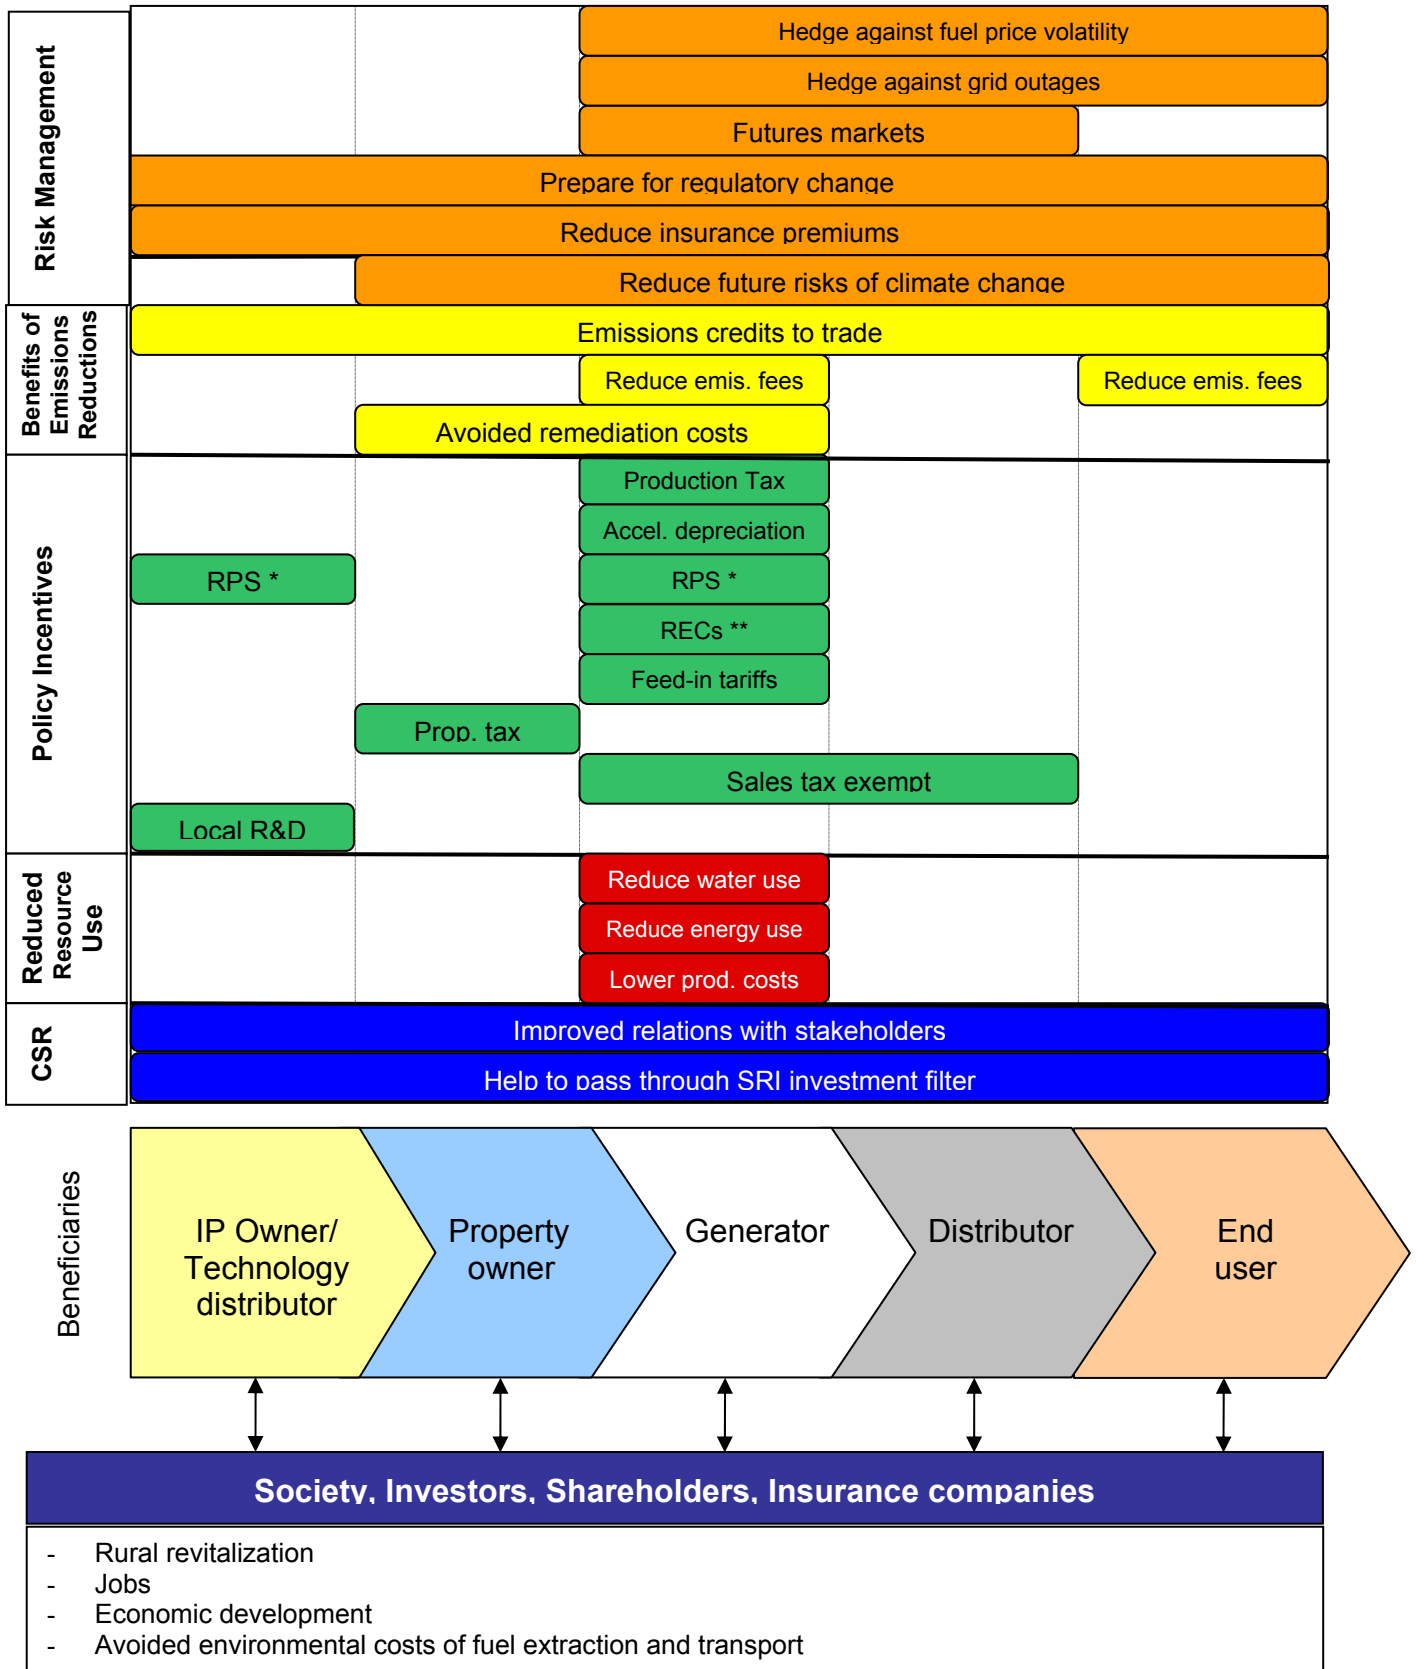 Risk Management
Hedge against fuel price volatility
Hedge against grid outages
Futures markets
Prepare for regulatory change
Reduce insurance premiums
Reduce future risks of climate change
Benefits of
Emissions
Reductions
Emissions credits to trade
Reduce emis. fees
Reduce emis. fees
Avoided remediation costs
Policy Incentives
Production Tax
Accel. depreciation
RPS *
RPS *
RECs **
Feed-in tariffs
Prop. tax
Sales tax exempt
Local R&D
Reduced
Resource
Use
Reduce water use
Reduce energy use
Lower prod. costs
CSR
Improved relations with stakeholders
Help to pass through SRI investment filter
Beneficiaries
IP Owner/
Technology
distributor
Property
owner
Generator
Distributor
End
user
Society, Investors, Shareholders, Insurance companies
- Rural revitalization
- Jobs
- Economic development
- Avoided environmental costs of fuel extraction and transport